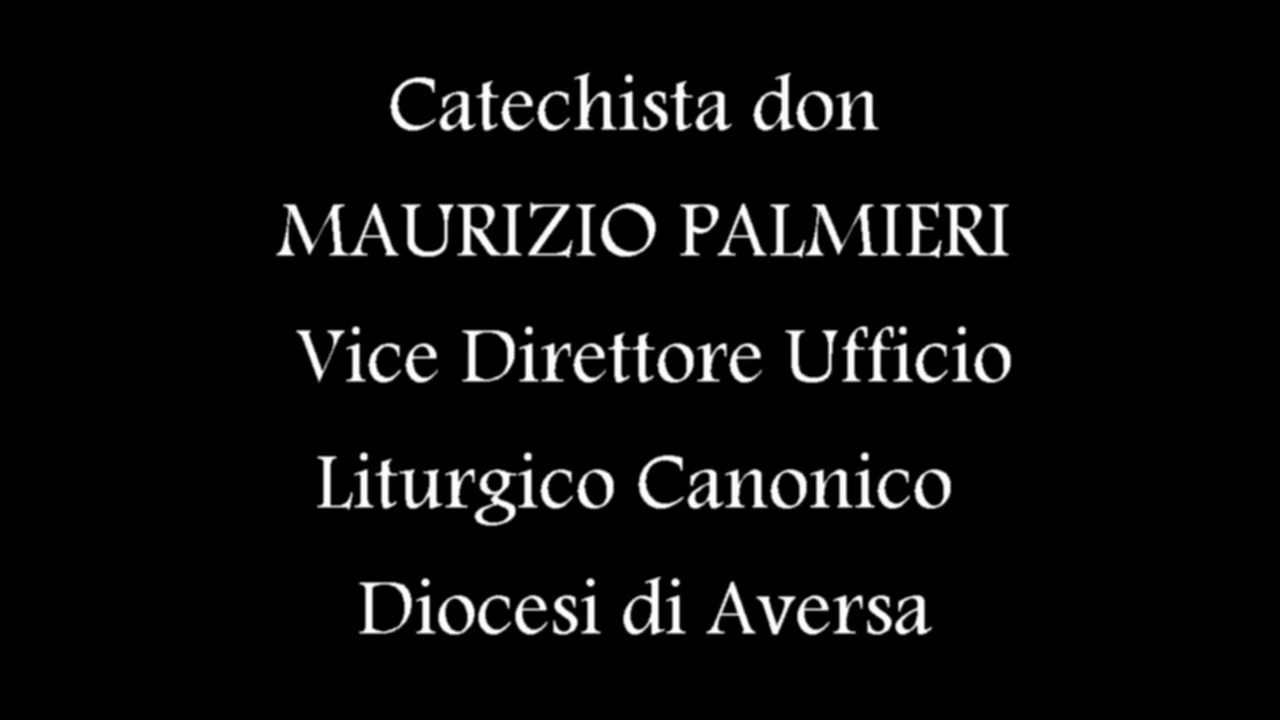 Catechista don
MAURIZIO PALMIERI
Vice Direttore Ufficio
Liturgico Canonico
Diocesi di Aversa